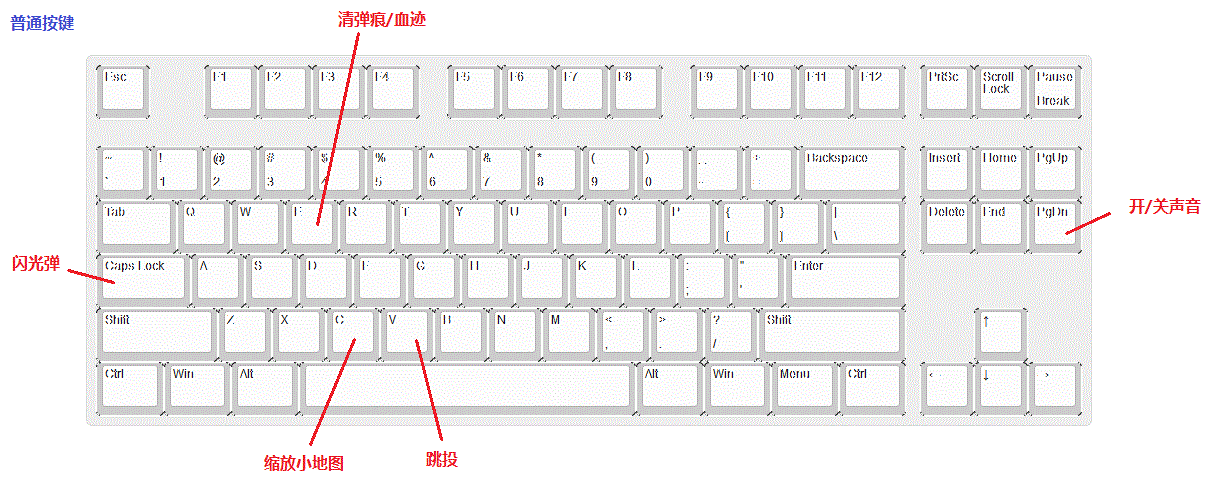 普通按键
清弹痕/血迹
Esc F1 F2 F3 F4 F5 F6 F7 F8 F9 F10 F11 F12 PrtSc Scroll Lock Pause Break
~ ! @ # $ % ^ & * ( ) _ + Backspace Insert Home PgUp
` 1 2 3 4 5 6 7 8 9 0 -
Tab Q W E R T Y U I O P { } | Delete End PgDn
[ ] \
开/关声音
闪光弹
Caps Lock A S D F G H J K L : " Enter
; '
Shift Z X C V B N M < > ? Shift ↑
, . /
Ctrl Win Alt Alt Win Menu Ctrl ← ↓ →
缩放小地图
跳投